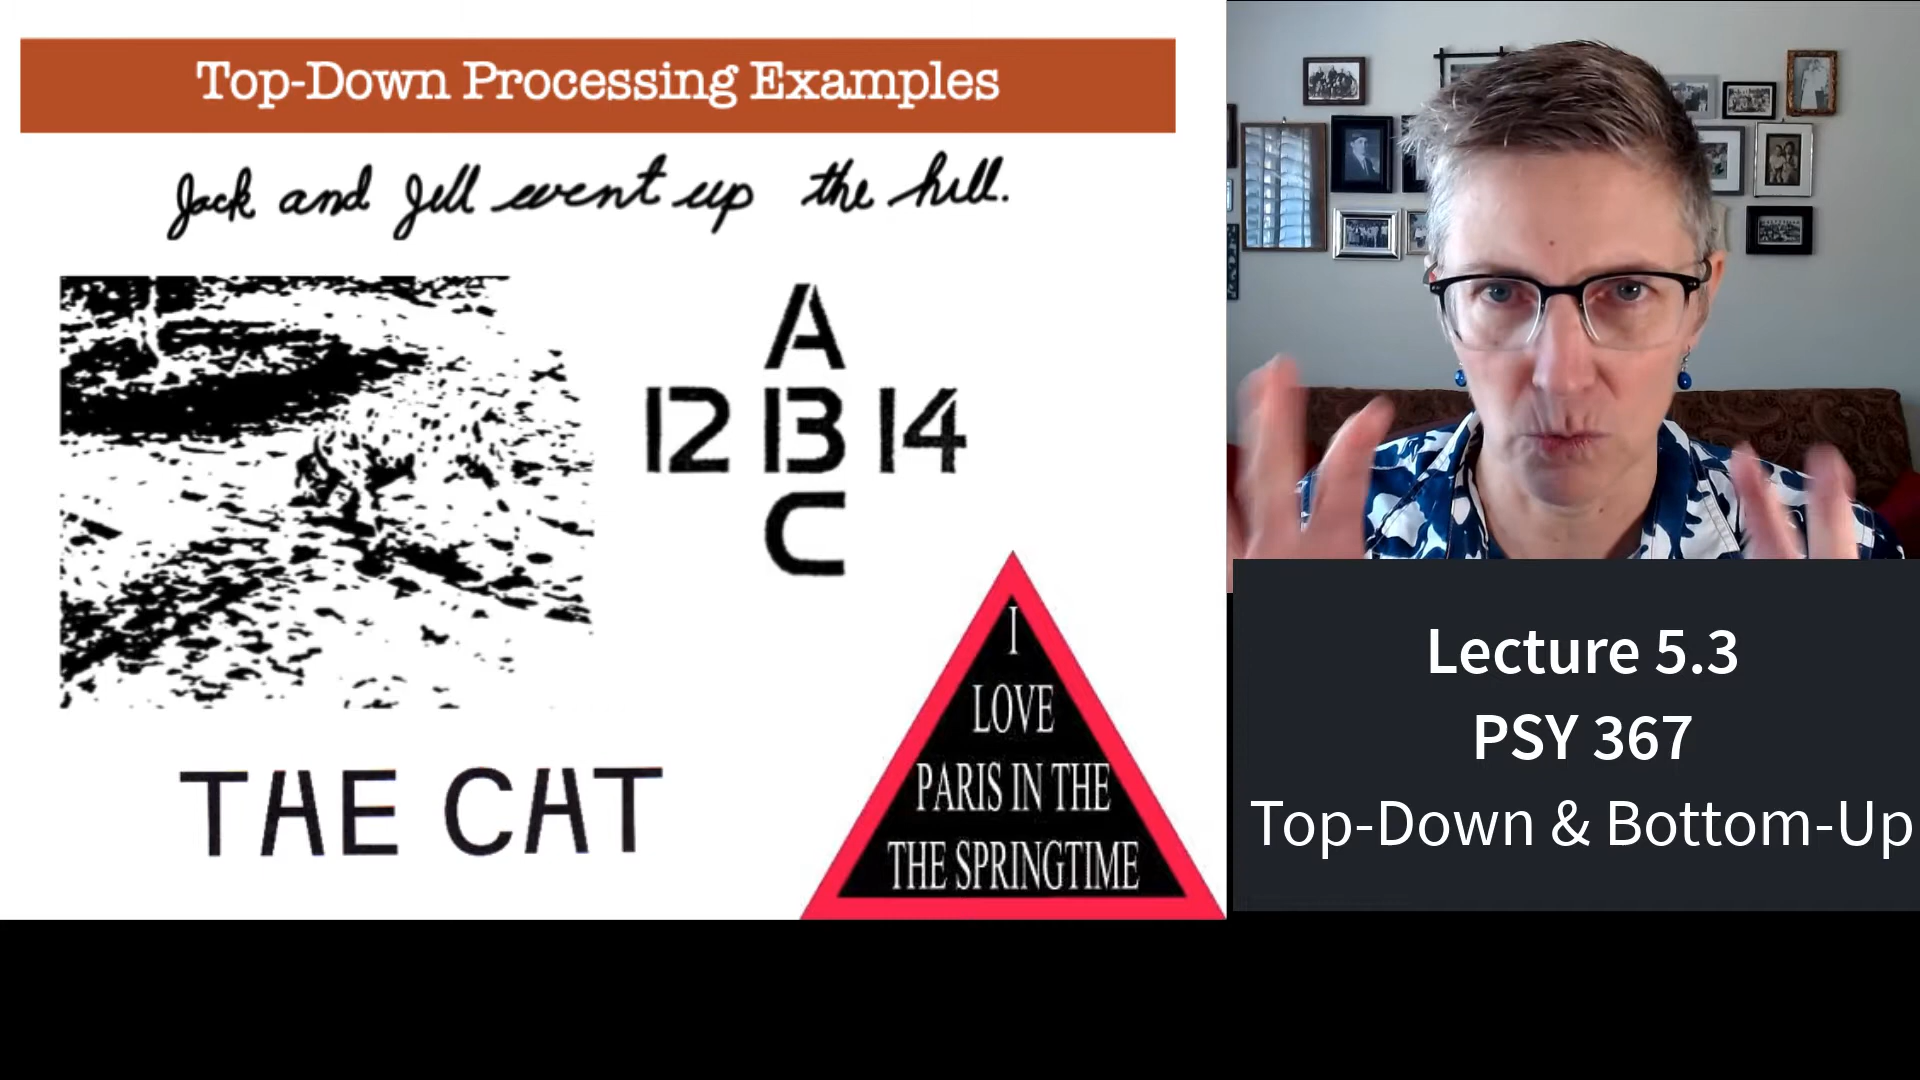 Top-Down Processing Examples
Jack and Jill went up the hill.
A
12 13 14
C
I
LOVE
PARIS IN THE
THE SPRINGTIME
THE CAT
Lecture 5.3
PSY 367
Top-Down & Bottom-Up